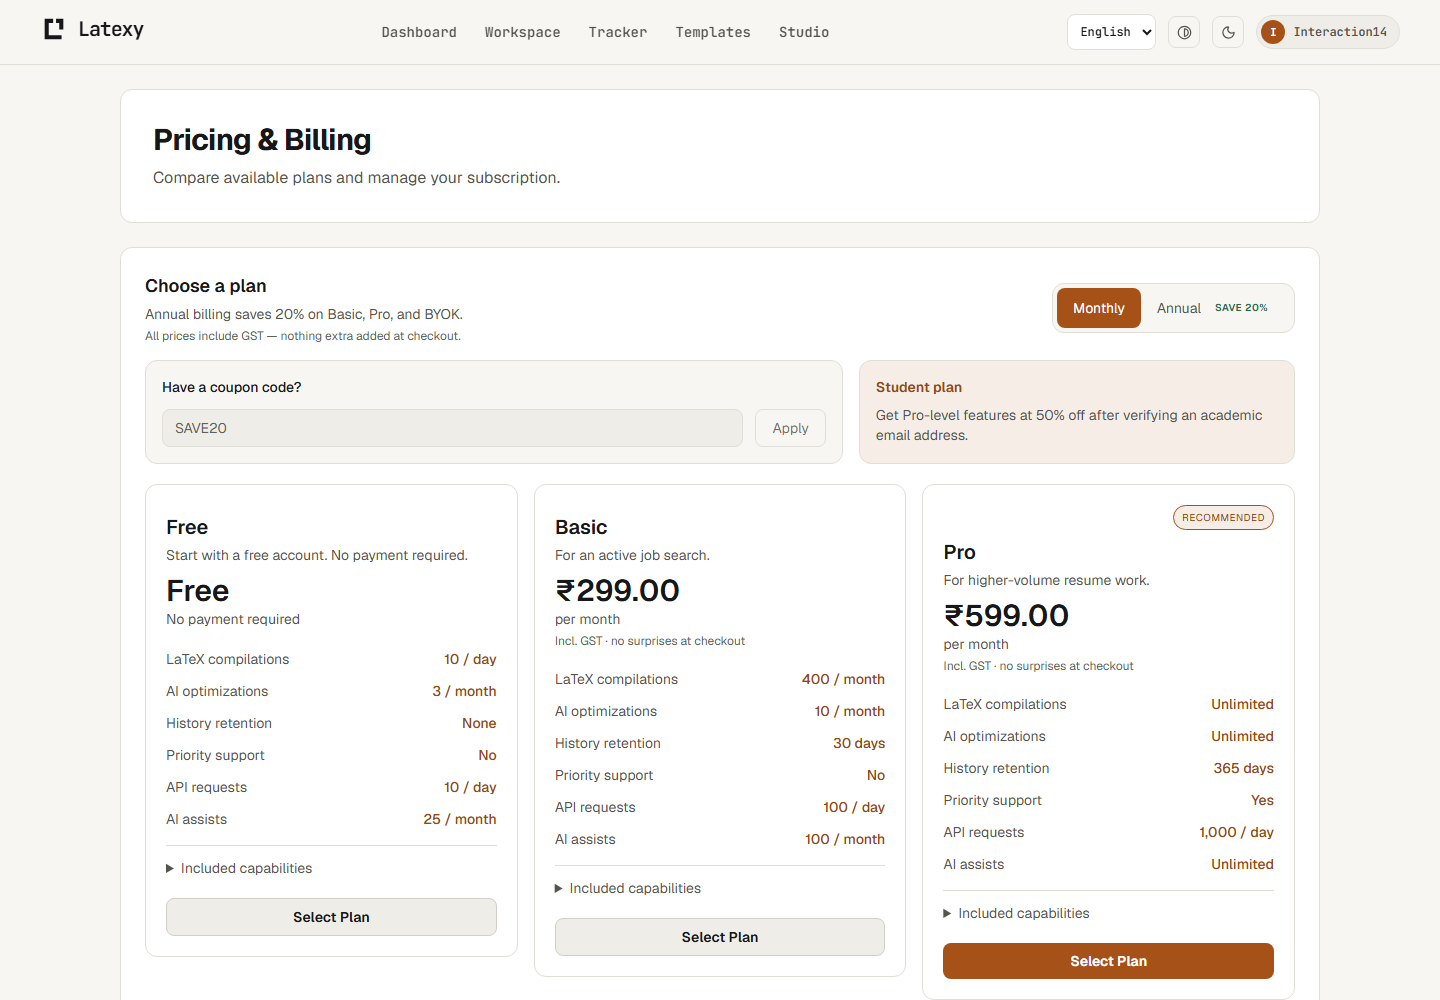 Latexy
Dashboard
Workspace
Tracker
Templates
Studio
English
I
Interaction14
Pricing & Billing
Compare available plans and manage your subscription.
Choose a plan
Annual billing saves 20% on Basic, Pro, and BYOK.
All prices include GST — nothing extra added at checkout.
Monthly
Annual SAVE 20%
Have a coupon code?
SAVE20
Apply
Student plan
Get Pro-level features at 50% off after verifying an academic
email address.
Free
Start with a free account. No payment required.
Free
No payment required
LaTeX compilations 10 / day
AI optimizations 3 / month
History retention None
Priority support No
API requests 10 / day
AI assists 25 / month
Included capabilities
Select Plan
Basic
For an active job search.
₹299.00
per month
Incl. GST · no surprises at checkout
LaTeX compilations 400 / month
AI optimizations 10 / month
History retention 30 days
Priority support No
API requests 100 / day
AI assists 100 / month
Included capabilities
Select Plan
RECOMMENDED
Pro
For higher-volume resume work.
₹599.00
per month
Incl. GST · no surprises at checkout
LaTeX compilations Unlimited
AI optimizations Unlimited
History retention 365 days
Priority support Yes
API requests 1,000 / day
AI assists Unlimited
Included capabilities
Select Plan